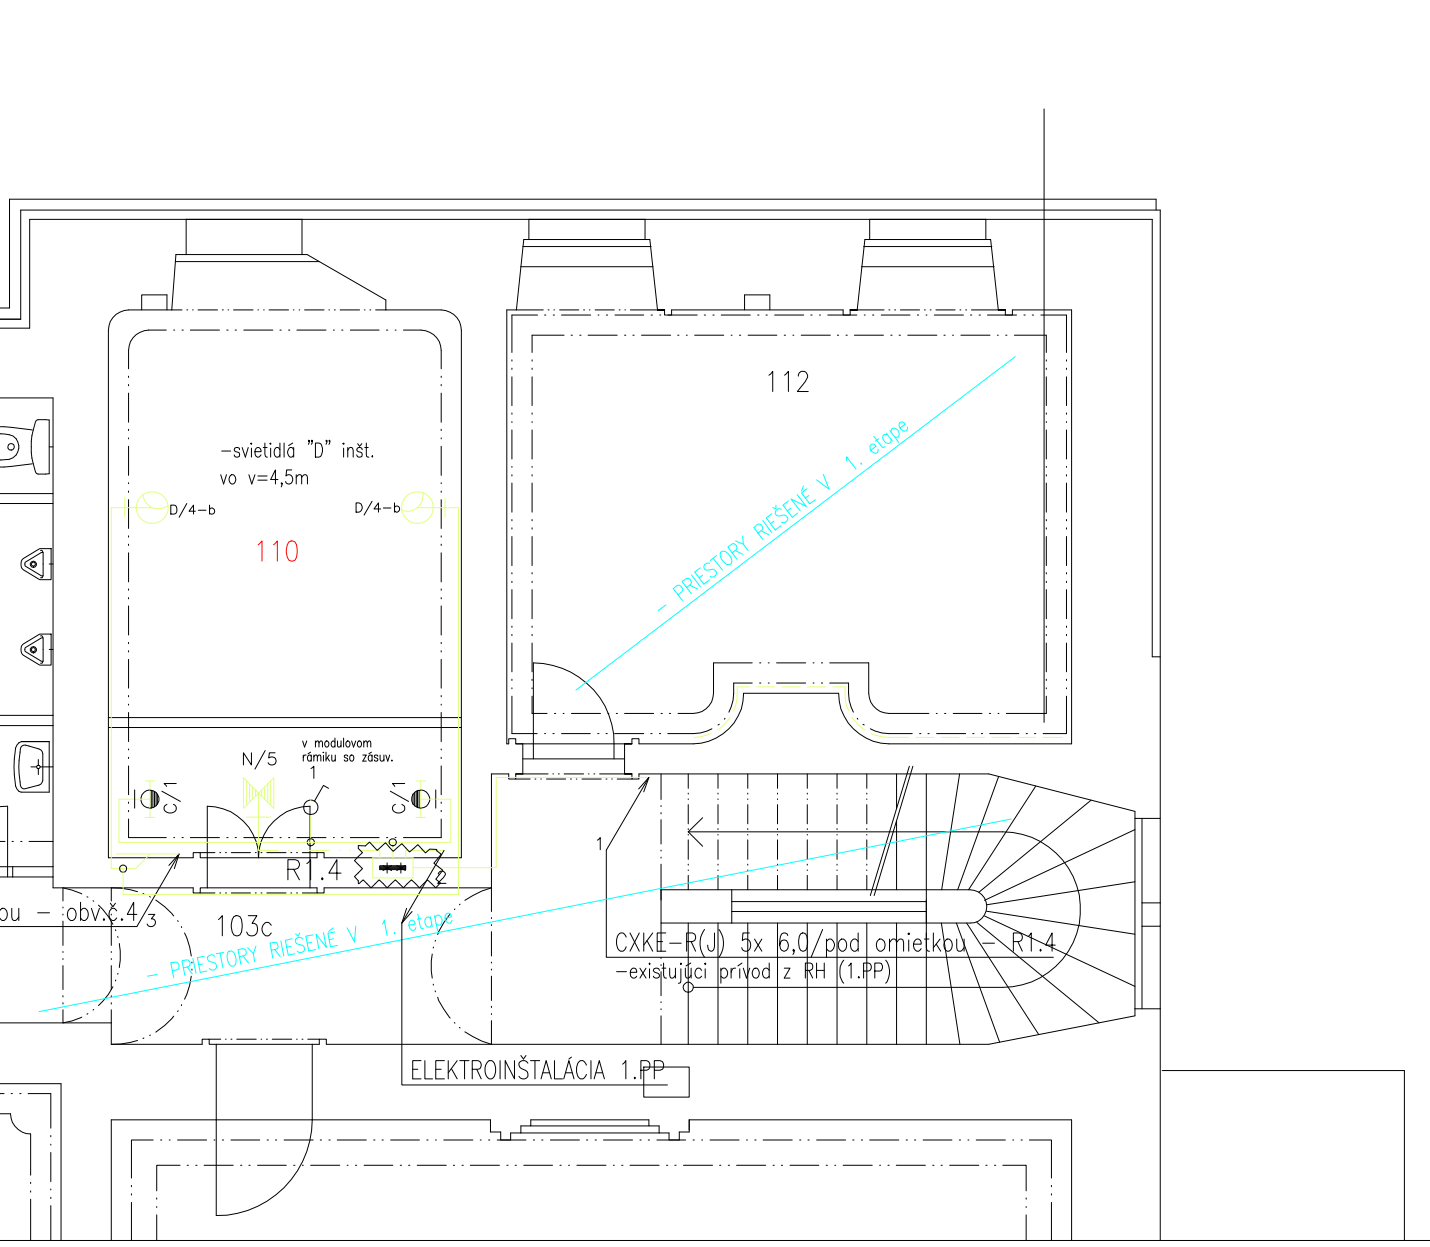 112
-svietidlá "D" inšt.
vo v=4,5m
D/4-b
D/4-b
110
- PRIESTORY RIEŠENÉ V 1. etape
N/5
v modulovom
rámiku so zásuv.
1
C/1
C/1
1
R1.4
2
ou - obv.č.4
3
103c
- PRIESTORY RIEŠENÉ V 1. etape
CXKE-R(J) 5x 6,0/pod omietkou - R1.4
-existujúci prívod z RH (1.PP)
ELEKTROINŠTALÁCIA 1.PP